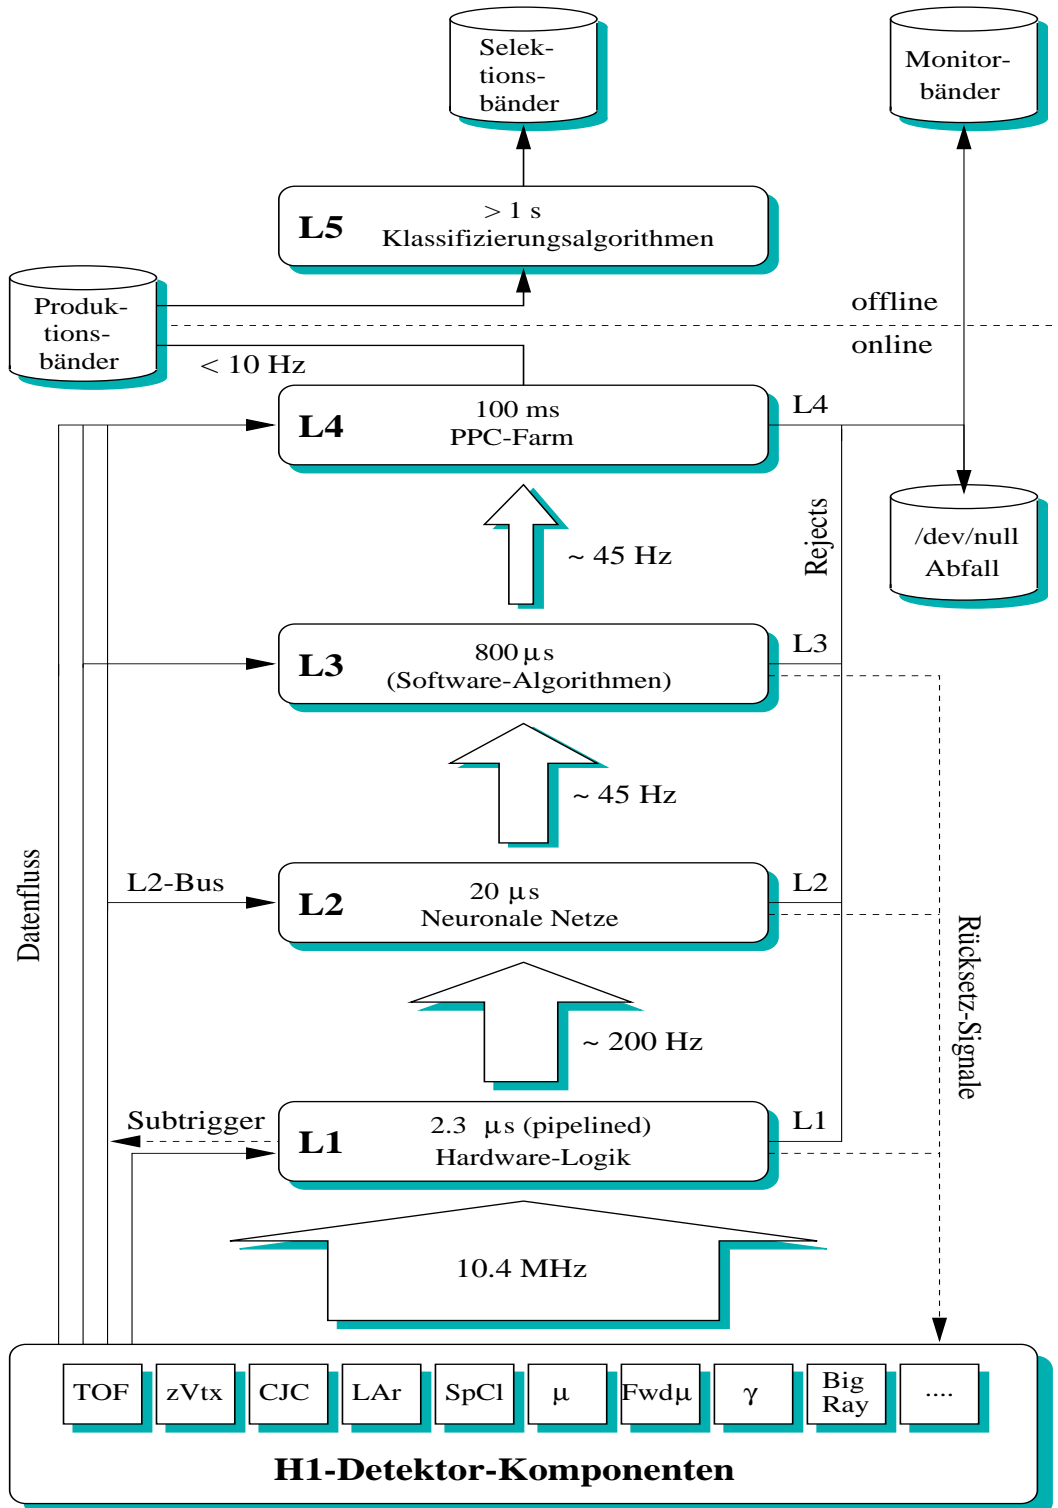 Selek-
tions-
bänder
Monitor-
bänder
> 1 s
L5
Klassifizierungsalgorithmen
Produk-
tions-
bänder
offline
online
< 10 Hz
L4
100 ms
PPC-Farm
L4
Rejects
/dev/null
Abfall
~ 45 Hz
L3
800 µs
(Software-Algorithmen)
L3
~ 45 Hz
Datenfluss
L2-Bus
L2
20 µs
Neuronale Netze
L2
Rücksetz-Signale
~ 200 Hz
Subtrigger
L1
2.3 µs (pipelined)
Hardware-Logik
L1
10.4 MHz
TOF
zVtx
CJC
LAr
SpCl
µ
Fwdµ
γ
Big
Ray
....
H1-Detektor-Komponenten